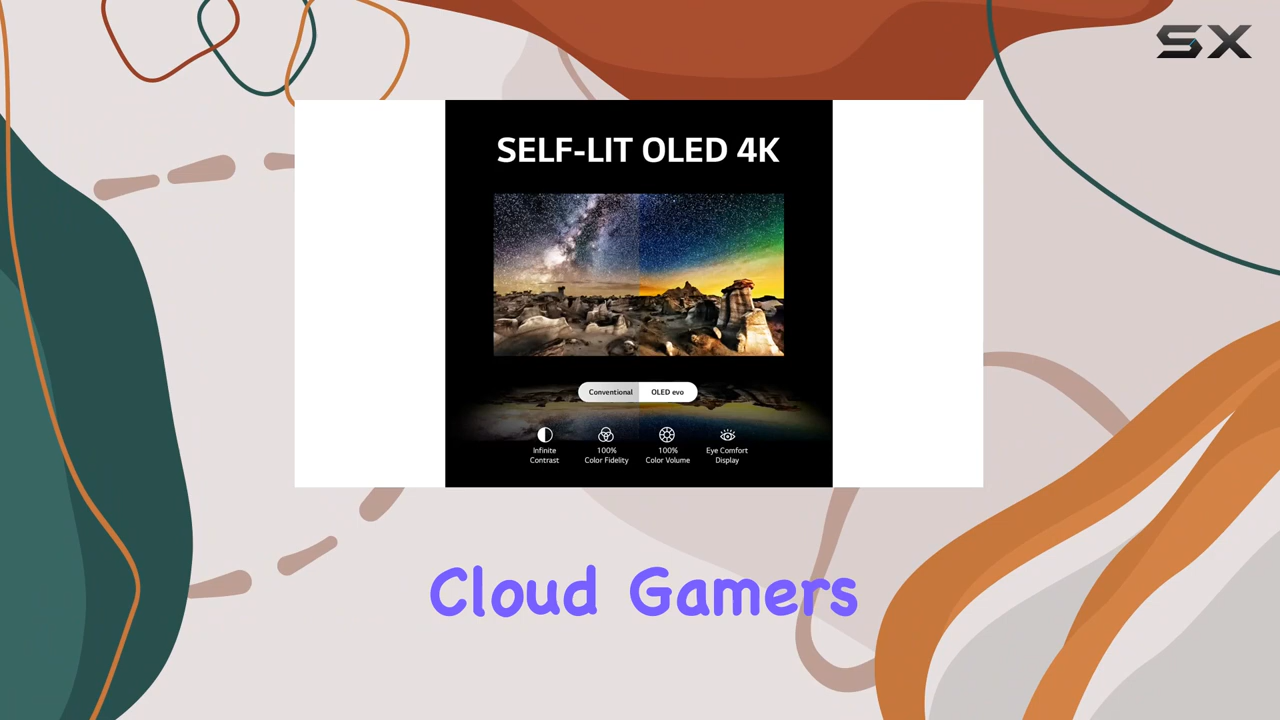 SX
SELF-LIT OLED 4K
Conventional OLED evo
Infinite Contrast
100% Color Fidelity
100% Color Volume
Eye Comfort Display
Cloud Gamers